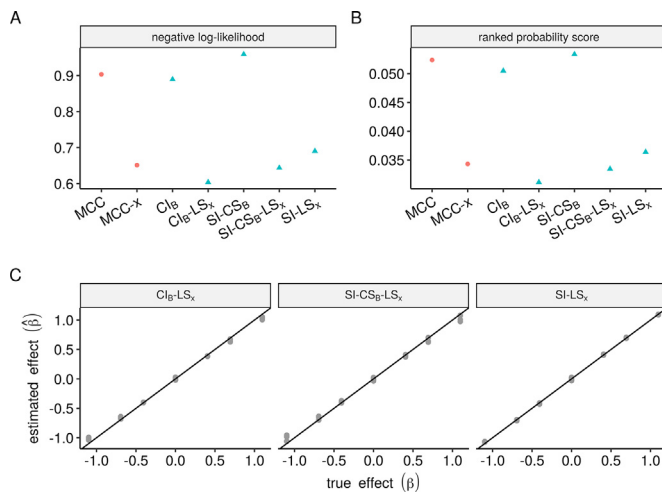 A
negative log-likelihood
0.9
0.8
0.7
0.6
MCC
MCC-x
CI_B
CI_B-LS_x
SI-CS_B
SI-CS_B-LS_x
SI-LS_x
B
ranked probability score
0.050
0.045
0.040
0.035
MCC
MCC-x
CI_B
CI_B-LS_x
SI-CS_B
SI-CS_B-LS_x
SI-LS_x
C
CI_B-LS_x
SI-CS_B-LS_x
SI-LS_x
estimated effect (β̂)
1.0
0.5
0.0
-0.5
-1.0
-1.0 -0.5 0.0 0.5 1.0
-1.0 -0.5 0.0 0.5 1.0
-1.0 -0.5 0.0 0.5 1.0
true effect (β)